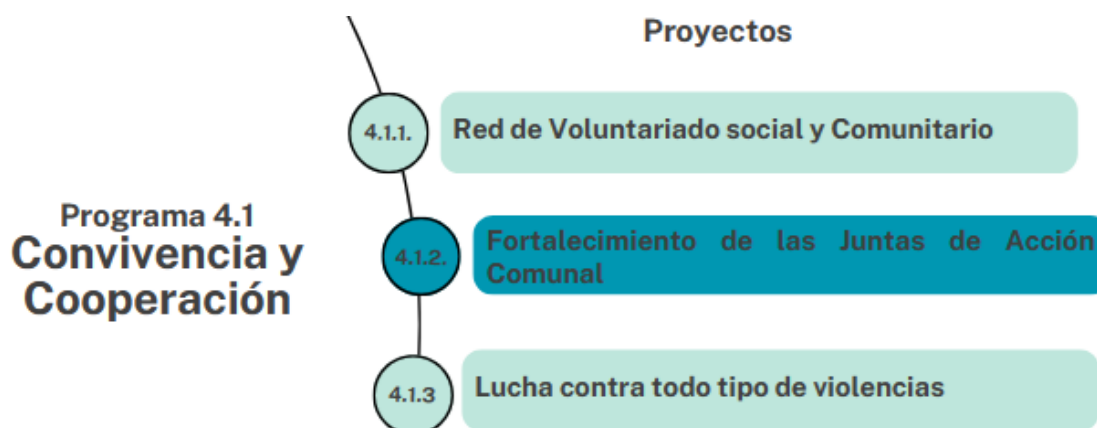 Proyectos
4.1.1.
Red de Voluntariado social y Comunitario
Programa 4.1
Convivencia y
Cooperación
4.1.2.
Fortalecimiento de las Juntas de Acción
Comunal
4.1.3
Lucha contra todo tipo de violencias